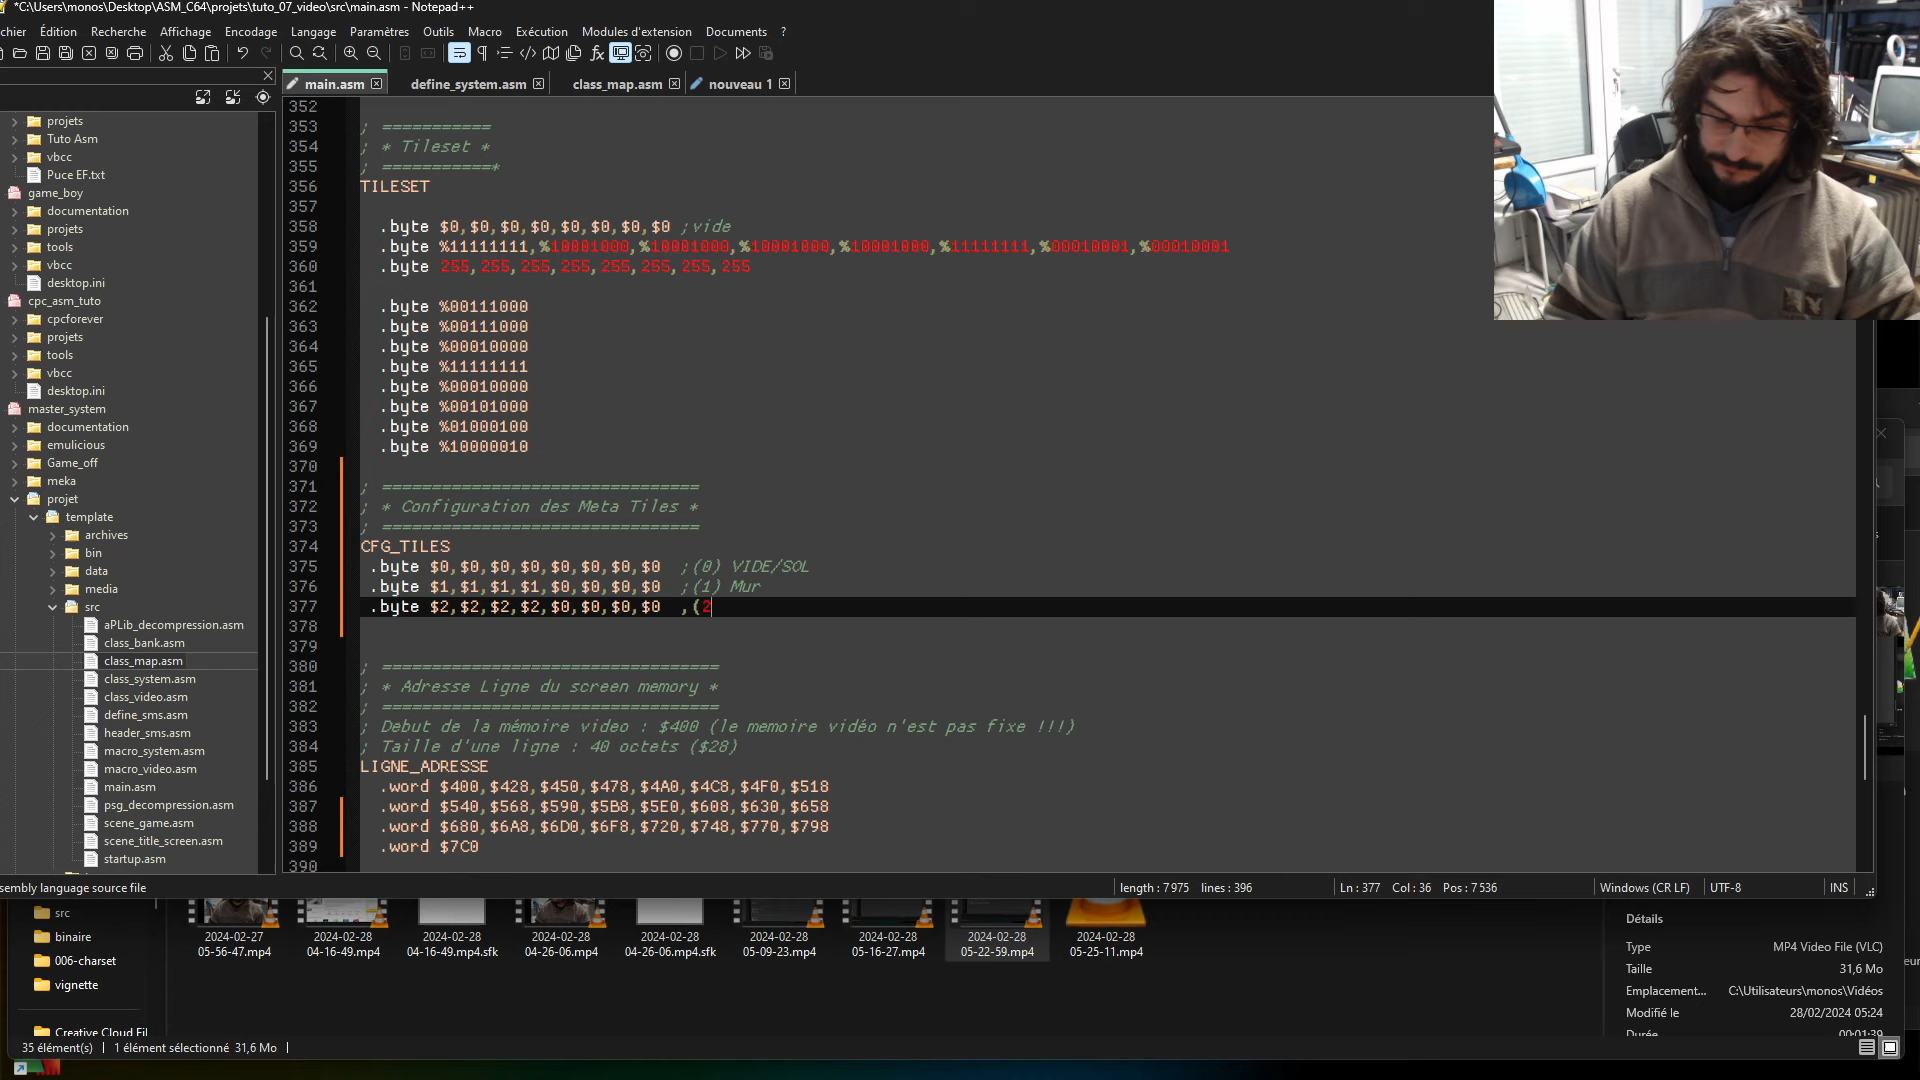 *C:\Users\monos\Desktop\ASM_C64\projets\tuto_07_video\src\main.asm - Notepad++
chier Édition Recherche Affichage Encodage Langage Paramètres Outils Macro Exécution Modules d'extension Documents ?
main.asm define_system.asm class_map.asm nouveau 1
projets
Tuto Asm
vbcc
Puce EF.txt
game_boy
documentation
projets
tools
vbcc
desktop.ini
cpc_asm_tuto
cpcforever
projets
tools
vbcc
desktop.ini
master_system
documentation
emulicious
Game_off
meka
projet
template
archives
bin
data
media
src
aPLib_decompression.asm
class_bank.asm
class_map.asm
class_system.asm
class_video.asm
define_sms.asm
header_sms.asm
macro_system.asm
macro_video.asm
main.asm
psg_decompression.asm
scene_game.asm
scene_title_screen.asm
startup.asm
352
353 ; ===========
354 ; * Tileset *
355 ; ===========*
356 TILESET
357
358 .byte $0,$0,$0,$0,$0,$0,$0,$0 ;vide
359 .byte %11111111,%10001000,%10001000,%10001000,%10001000,%11111111,%00010001,%00010001
360 .byte 255,255,255,255,255,255,255,255
361
362 .byte %00111000
363 .byte %00111000
364 .byte %00010000
365 .byte %11111111
366 .byte %00010000
367 .byte %00101000
368 .byte %01000100
369 .byte %10000010
370
371 ; ================================
372 ; * Configuration des Meta Tiles *
373 ; ================================
374 CFG_TILES
375 .byte $0,$0,$0,$0,$0,$0,$0,$0 ;(0) VIDE/SOL
376 .byte $1,$1,$1,$1,$0,$0,$0,$0 ;(1) Mur
377 .byte $2,$2,$2,$2,$0,$0,$0,$0 ,(2
378
379
380 ; ==================================
381 ; * Adresse Ligne du screen memory *
382 ; ==================================
383 ; Debut de la mémoire video : $400 (le memoire vidéo n'est pas fixe !!!)
384 ; Taille d'une ligne : 40 octets ($28)
385 LIGNE_ADRESSE
386 .word $400,$428,$450,$478,$4A0,$4C8,$4F0,$518
387 .word $540,$568,$590,$5B8,$5E0,$608,$630,$658
388 .word $680,$6A8,$6D0,$6F8,$720,$748,$770,$798
389 .word $7C0
390
sembly language source file length : 7975 lines : 396 Ln : 377 Col : 36 Pos : 7536 Windows (CR LF) UTF-8 INS
src
binaire
006-charset
vignette
Creative Cloud Fil
2024-02-27 05-56-47.mp4
2024-02-28 04-16-49.mp4
2024-02-28 04-16-49.mp4.sfk
2024-02-28 04-26-06.mp4
2024-02-28 04-26-06.mp4.sfk
2024-02-28 05-09-23.mp4
2024-02-28 05-16-27.mp4
2024-02-28 05-22-59.mp4
2024-02-28 05-25-11.mp4
Détails
Type MP4 Video File (VLC)
Taille 31,6 Mo
Emplacement... C:\Utilisateurs\monos\Vidéos
Modifié le 28/02/2024 05:24
Durée 00:01:39
35 élément(s) 1 élément sélectionné 31,6 Mo